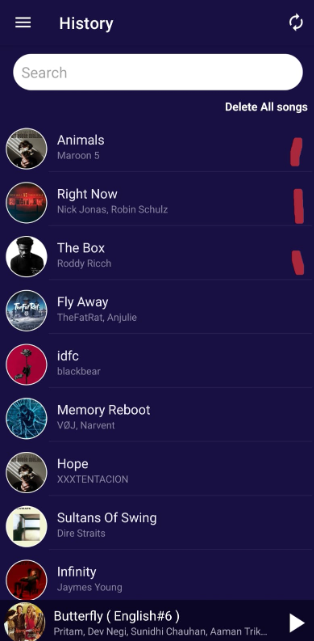 History
Search
Delete All songs
Animals
Maroon 5
Right Now
Nick Jonas, Robin Schulz
The Box
Roddy Ricch
Fly Away
TheFatRat, Anjulie
idfc
blackbear
Memory Reboot
VØJ, Narvent
Hope
XXXTENTACION
Sultans Of Swing
Dire Straits
Infinity
Jaymes Young
Butterfly ( English#6 )
Pritam, Dev Negi, Sunidhi Chauhan, Aaman Trik...